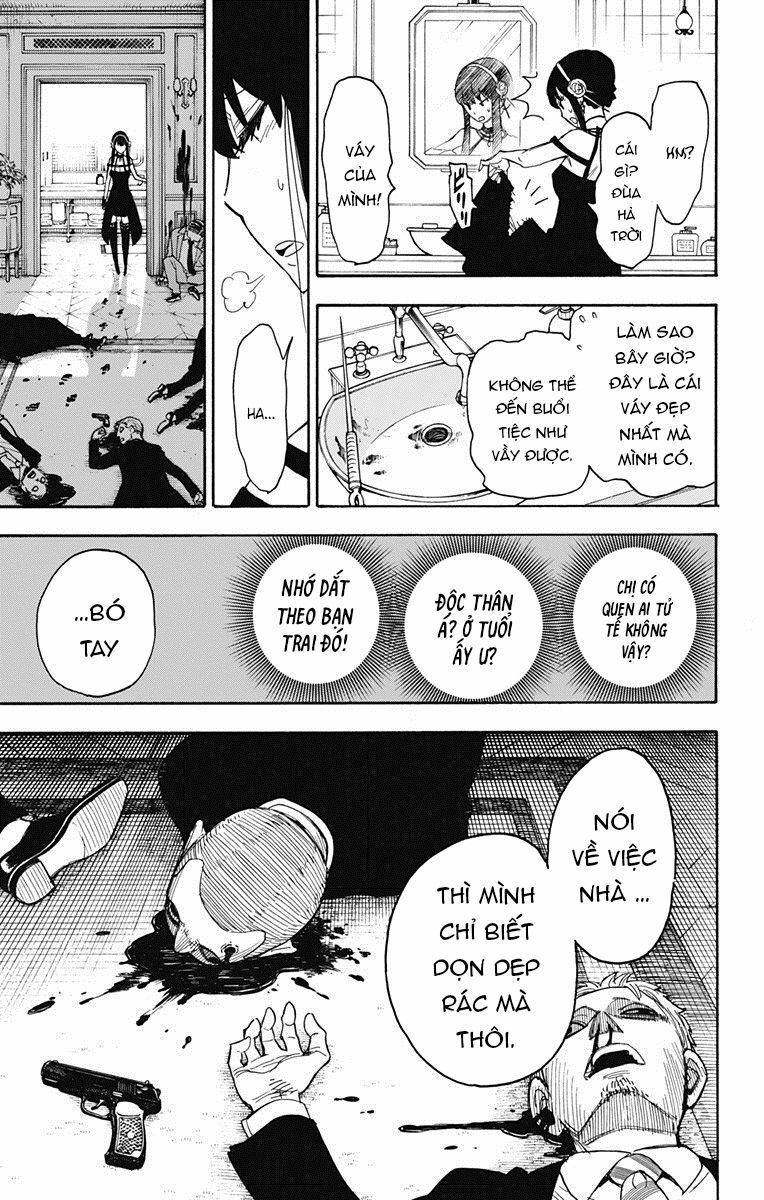 HM?
CÁI
GÌ?
ĐÙA
HẢ
TRỜI
VÁY
CỦA
MÌNH!
LÀM SAO
BÂY GIỜ?
ĐÂY LÀ CÁI
VÁY ĐẸP
NHẤT MÀ
MÌNH CÓ.
KHÔNG THỂ
ĐẾN BUỔI
TIỆC NHƯ
VẦY ĐƯỢC.
HA...
CHỊ CÓ
QUEN AI TỬ
TẾ KHÔNG
VẬY?
ĐỘC THÂN
Á? Ở TUỔI
ẤY Ư?
NHỚ DẮT
THEO BẠN
TRAI ĐÓ!
...BÓ
TAY
NÓI
VỀ VIỆC
NHÀ ...
THÌ MÌNH
CHỈ BIẾT
DỌN DẸP
RÁC MÀ
THÔI.